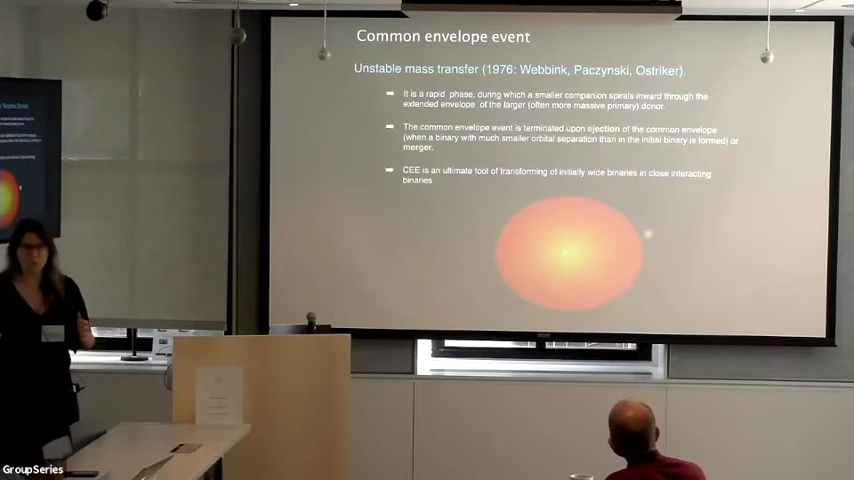 Common envelope event
Unstable mass transfer (1976: Webbink, Paczynski, Ostriker).
It is a rapid phase, during which a smaller companion spirals inward through the
extended envelope of the larger (often more massive primary) donor.
The common envelope event is terminated upon ejection of the common envelope
(when a binary with much smaller orbital separation than in the initial binary is formed) or
merger.
CEE is an ultimate tool of transforming of initially wide binaries in close interacting
binaries
GroupSeries